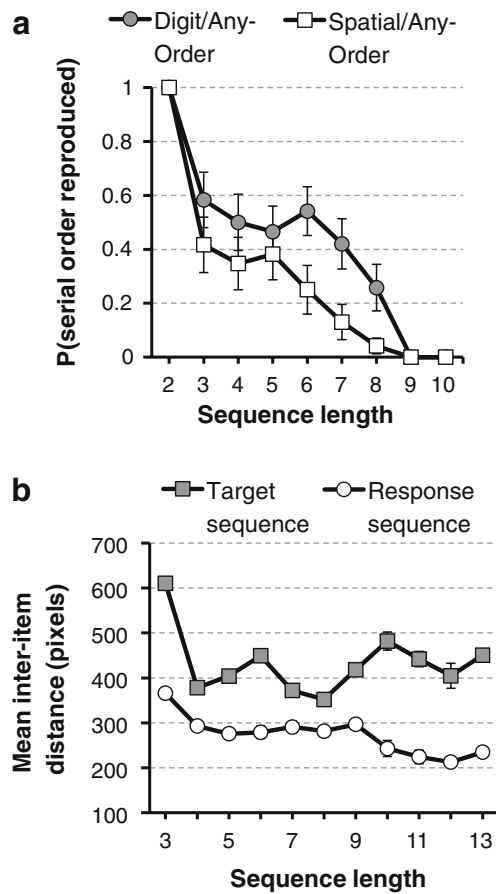 a
Digit/Any-Order
Spatial/Any-Order
P(serial order reproduced)
1
0.8
0.6
0.4
0.2
0
2 3 4 5 6 7 8 9 10
Sequence length
b
Target sequence
Response sequence
Mean inter-item distance (pixels)
700
600
500
400
300
200
100
3 5 7 9 11 13
Sequence length